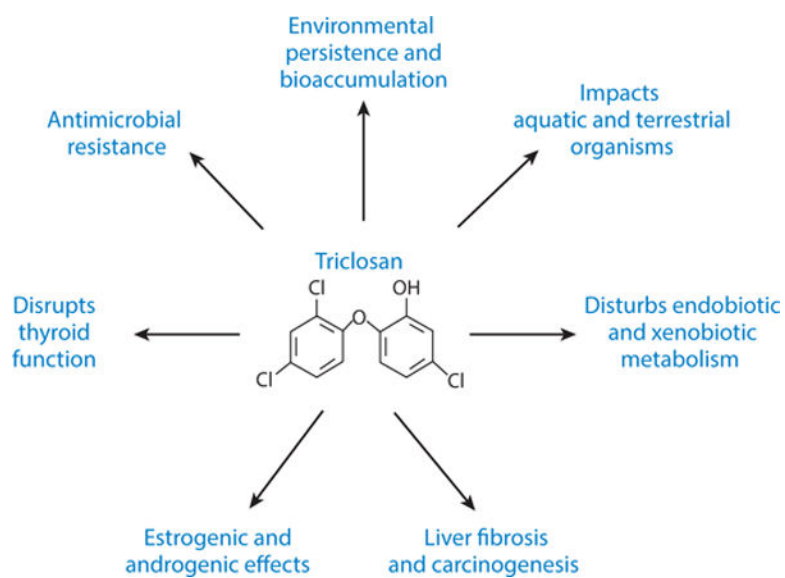 Environmental
persistence and
bioaccumulation
Impacts
aquatic and terrestrial
organisms
Antimicrobial
resistance
Triclosan
Cl
OH
O
Cl
Cl
Disrupts
thyroid
function
Disturbs endobiotic
and xenobiotic
metabolism
Estrogenic and
androgenic effects
Liver fibrosis
and carcinogenesis